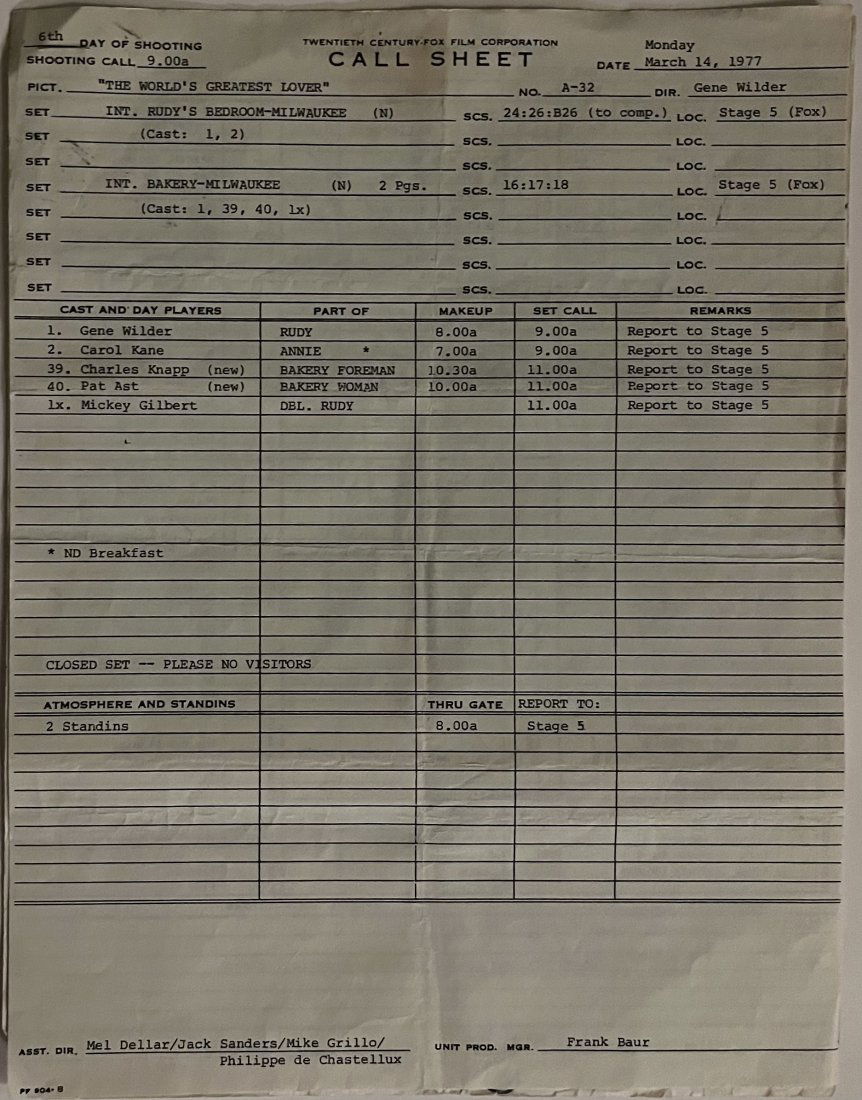 6th DAY OF SHOOTING TWENTIETH CENTURY-FOX FILM CORPORATION Monday
SHOOTING CALL 9.00a CALL SHEET DATE March 14, 1977
PICT. "THE WORLD'S GREATEST LOVER" NO. A-32 DIR. Gene Wilder
SET INT. RUDY'S BEDROOM-MILWAUKEE (N) SCS. 24:26:B26 (to comp.) LOC. Stage 5 (Fox)
SET (Cast: 1, 2) SCS. LOC.
SET SCS. LOC.
SET INT. BAKERY-MILWAUKEE (N) 2 Pgs. SCS. 16:17:18 LOC. Stage 5 (Fox)
SET (Cast: 1, 39, 40, 1x) SCS. LOC.
SET SCS. LOC.
SET SCS. LOC.
SET SCS. LOC.
CAST AND DAY PLAYERS PART OF MAKEUP SET CALL REMARKS
1. Gene Wilder RUDY 8.00a 9.00a Report to Stage 5
2. Carol Kane ANNIE * 7.00a 9.00a Report to Stage 5
39. Charles Knapp (new) BAKERY FOREMAN 10.30a 11.00a Report to Stage 5
40. Pat Ast (new) BAKERY WOMAN 10.00a 11.00a Report to Stage 5
1x. Mickey Gilbert DBL. RUDY 11.00a Report to Stage 5
* ND Breakfast
CLOSED SET -- PLEASE NO VISITORS
ATMOSPHERE AND STANDINS THRU GATE REPORT TO:
2 Standins 8.00a Stage 5
ASST. DIR. Mel Dellar/Jack Sanders/Mike Grillo/ UNIT PROD. MGR. Frank Baur
Philippe de Chastellux
PF 904-B